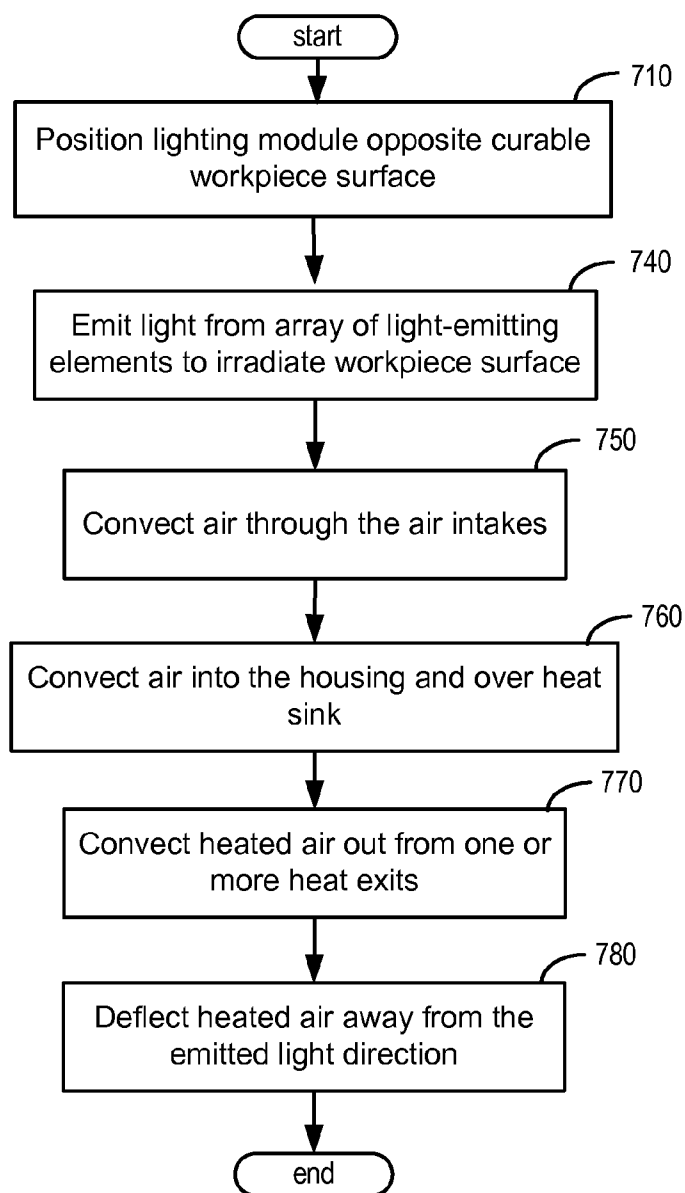 start
710
Position lighting module opposite curable
workpiece surface
740
Emit light from array of light-emitting
elements to irradiate workpiece surface
750
Convect air through the air intakes
760
Convect air into the housing and over heat
sink
770
Convect heated air out from one or
more heat exits
780
Deflect heated air away from the
emitted light direction
end